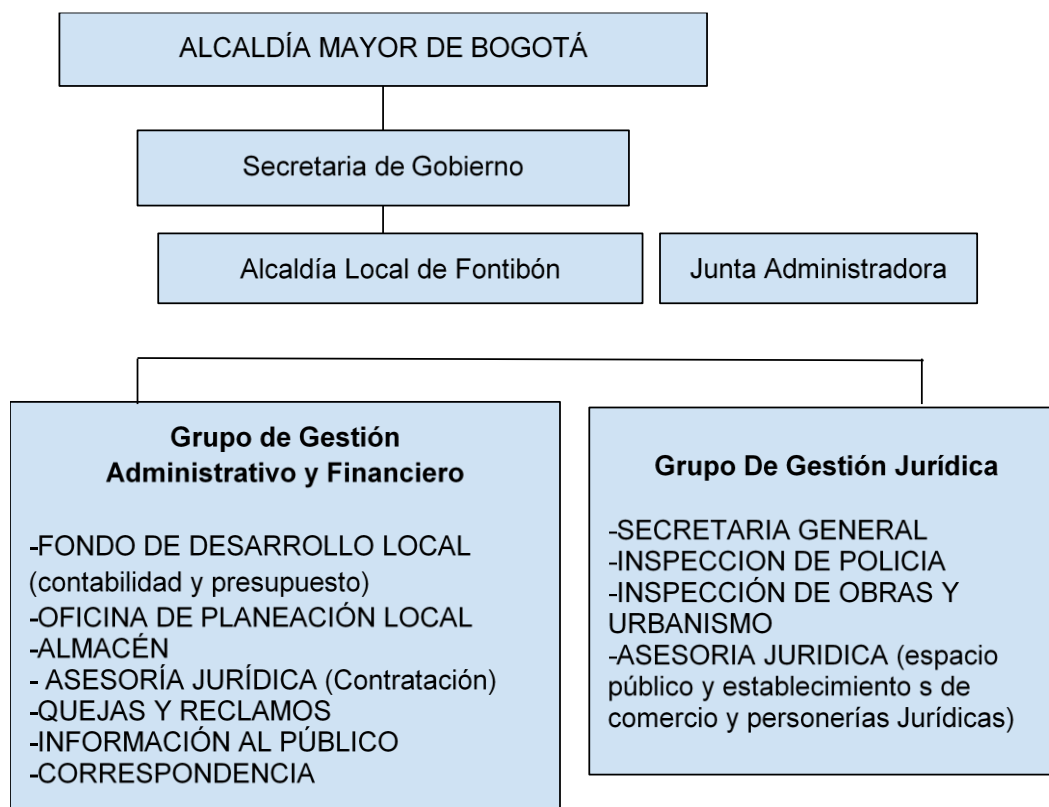 ALCALDÍA MAYOR DE BOGOTÁ
Secretaria de Gobierno
Alcaldía Local de Fontibón
Junta Administradora
Grupo de Gestión
Administrativo y Financiero
-FONDO DE DESARROLLO LOCAL
(contabilidad y presupuesto)
-OFICINA DE PLANEACIÓN LOCAL
-ALMACÉN
- ASESORÍA JURÍDICA (Contratación)
-QUEJAS Y RECLAMOS
-INFORMACIÓN AL PÚBLICO
-CORRESPONDENCIA
Grupo De Gestión Jurídica
-SECRETARIA GENERAL
-INSPECCION DE POLICIA
-INSPECCIÓN DE OBRAS Y
URBANISMO
-ASESORIA JURIDICA (espacio
público y establecimiento s de
comercio y personerías Jurídicas)